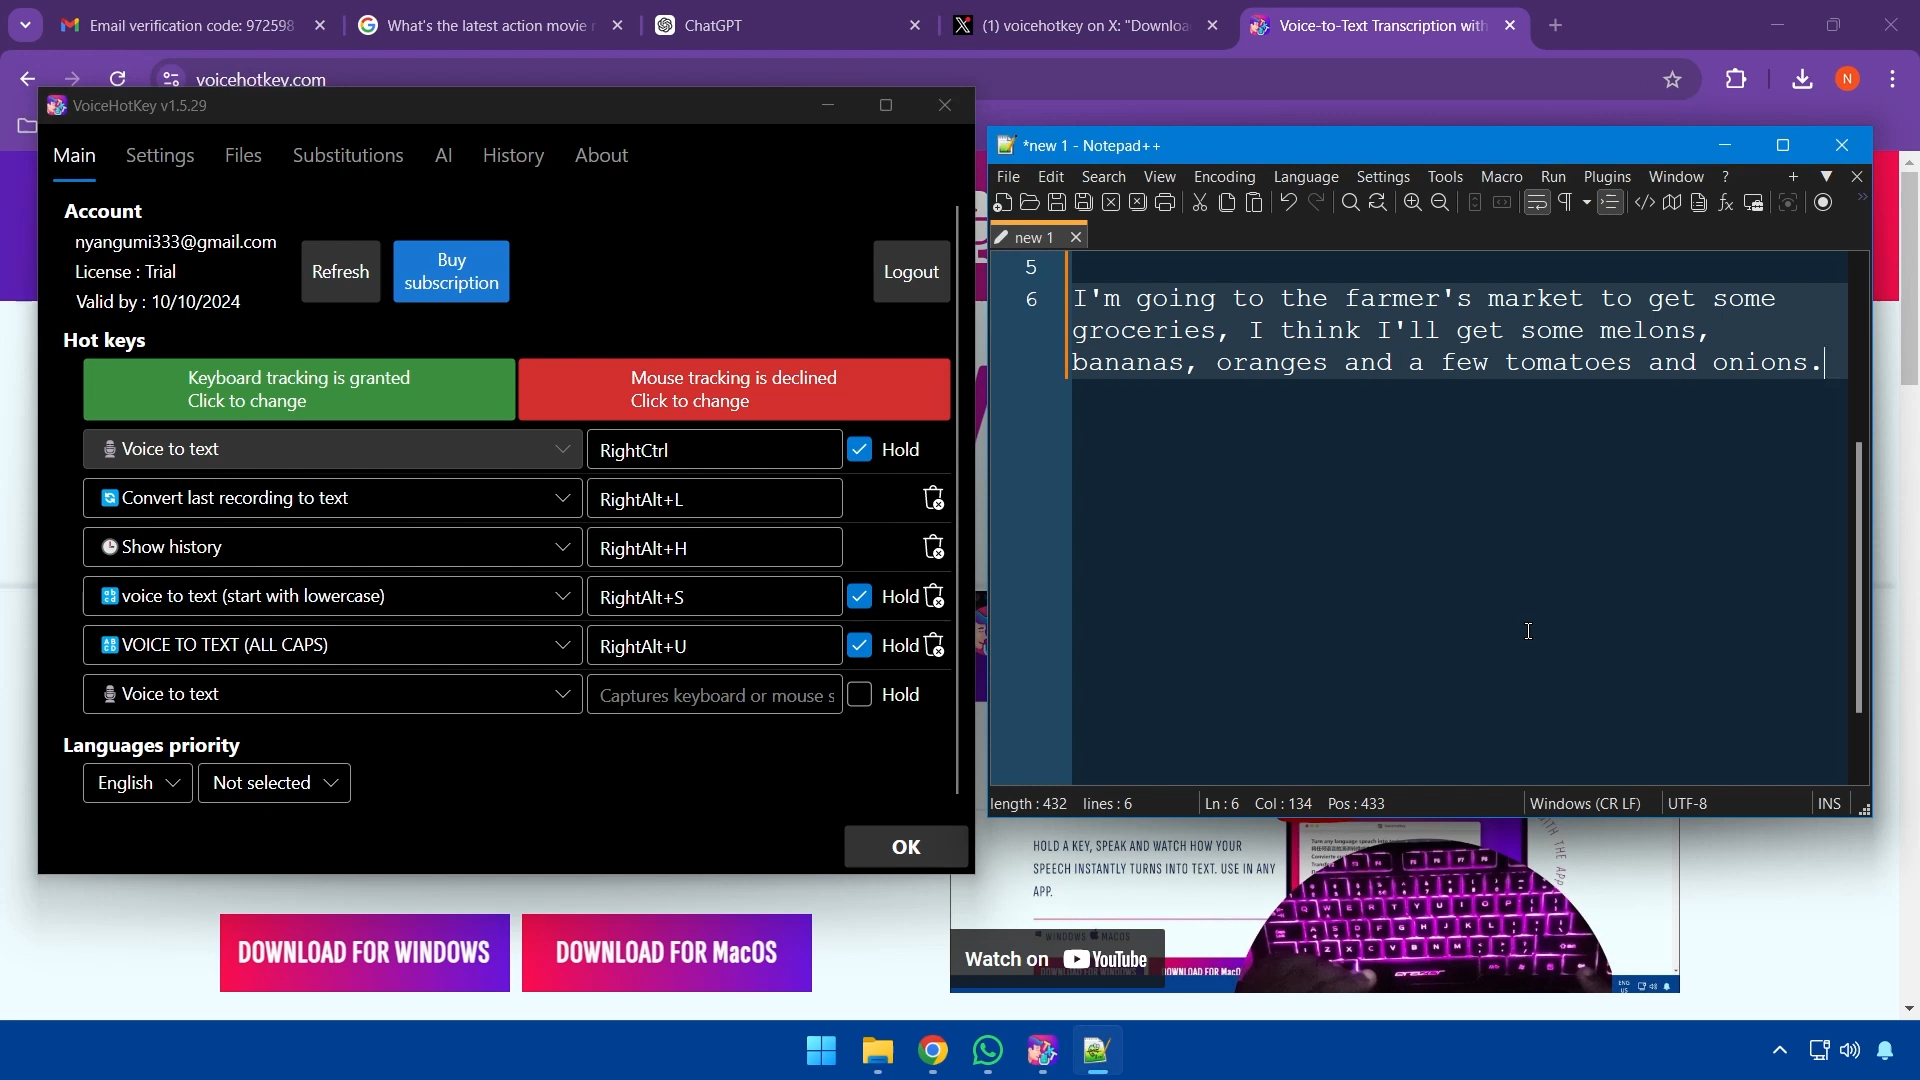 Email verification code: 972598
What's the latest action movie r
ChatGPT
(1) voicehotkey on X: "Downloa
Voice-to-Text Transcription with
voicehotkey.com
N
VoiceHotKey v1.5.29
Main Settings Files Substitutions AI History About
Account
nyangumi333@gmail.com
License : Trial
Valid by : 10/10/2024
Refresh
Buy
subscription
Logout
Hot keys
Keyboard tracking is granted
Click to change
Mouse tracking is declined
Click to change
Voice to text RightCtrl Hold
Convert last recording to text RightAlt+L
Show history RightAlt+H
voice to text (start with lowercase) RightAlt+S Hold
VOICE TO TEXT (ALL CAPS) RightAlt+U Hold
Voice to text Captures keyboard or mouse s Hold
Languages priority
English Not selected
OK
*new 1 - Notepad++
File Edit Search View Encoding Language Settings Tools Macro Run Plugins Window ?
new 1
5
6 I'm going to the farmer's market to get some
groceries, I think I'll get some melons,
bananas, oranges and a few tomatoes and onions.
length : 432 lines : 6 Ln : 6 Col : 134 Pos : 433 Windows (CR LF) UTF-8 INS
HOLD A KEY, SPEAK AND WATCH HOW YOUR
SPEECH INSTANTLY TURNS INTO TEXT. USE IN ANY
APP.
WINDOWS MACOS
WITH THE APP
DOWNLOAD FOR WINDOWS
DOWNLOAD FOR MacOS
Watch on YouTube
ENG
US